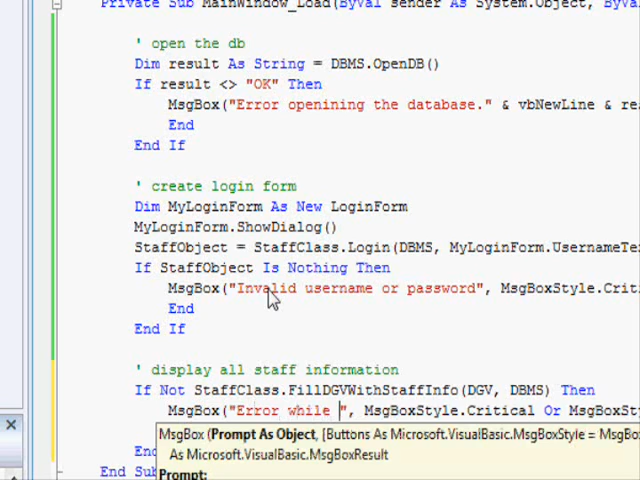 Private Sub MainWindow_Load(ByVal sender As System.Object, ByVal
' open the db
Dim result As String = DBMS.OpenDB()
If result <> "OK" Then
MsgBox("Error openining the database." & vbNewLine & res
End
End If
' create login form
Dim MyLoginForm As New LoginForm
MyLoginForm.ShowDialog()
StaffObject = StaffClass.Login(DBMS, MyLoginForm.UsernameTe
If StaffObject Is Nothing Then
MsgBox("Invalid username or password", MsgBoxStyle.Crit
End
End If
' display all staff information
If Not StaffClass.FillDGVWithStaffInfo(DGV, DBMS) Then
MsgBox("Error while ", MsgBoxStyle.Critical Or MsgBoxSt
MsgBox (Prompt As Object, [Buttons As Microsoft.VisualBasic.MsgBoxStyle = MsgBo
As Microsoft.VisualBasic.MsgBoxResult
En
Prompt:
End Sub